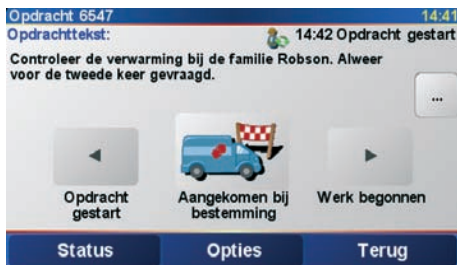 Opdracht 6547 14:41
Opdrachttekst: 14:42 Opdracht gestart
Controleer de verwarming bij de familie Robson. Alweer
voor de tweede keer gevraagd.
...
Opdracht gestart
Aangekomen bij bestemming
Werk begonnen
Status Opties Terug